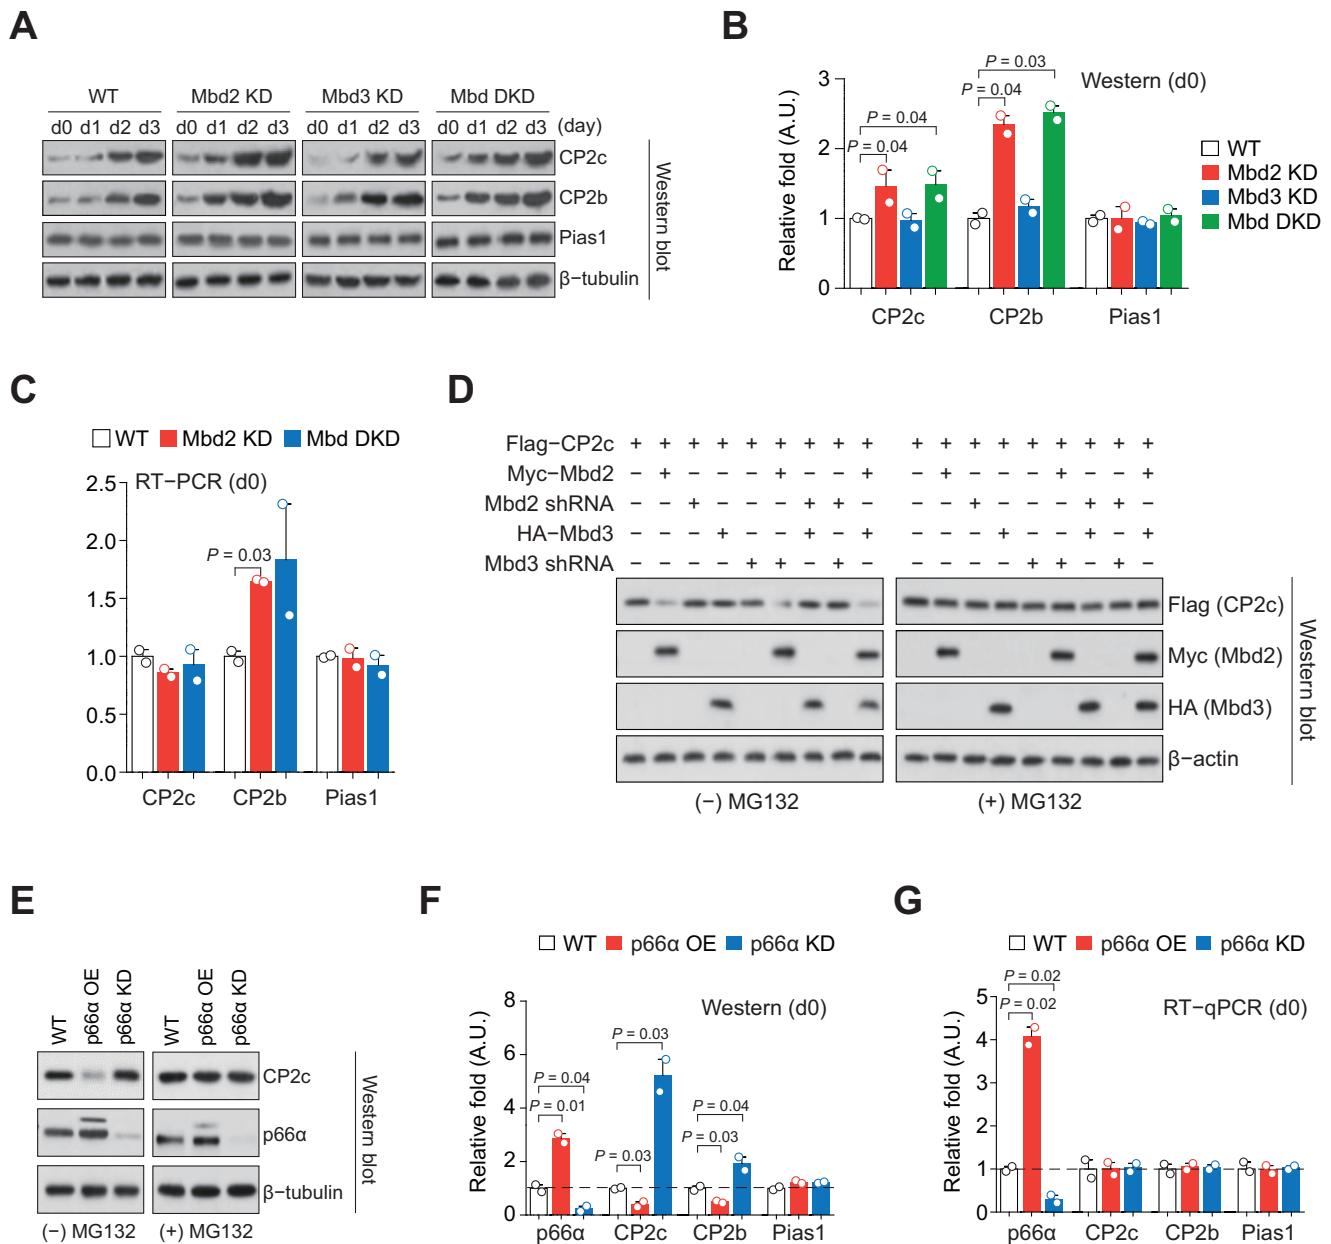 A
WT Mbd2 KD Mbd3 KD Mbd DKD
d0 d1 d2 d3 d0 d1 d2 d3 d0 d1 d2 d3 d0 d1 d2 d3 (day)
CP2c
CP2b
Pias1
β−tubulin
Western blot
B
Western (d0)
Relative fold (A.U.)
3
2
1
0
P = 0.03
P = 0.04
P = 0.04
P = 0.04
CP2c CP2b Pias1
WT
Mbd2 KD
Mbd3 KD
Mbd DKD
C
WT Mbd2 KD Mbd DKD
RT−PCR (d0)
2.5
2.0
1.5
1.0
0.5
0.0
P = 0.03
CP2c CP2b Pias1
D
Flag−CP2c + + + + + + + + + + + + + + + + + +
Myc−Mbd2 − + − − − + − − + − + − − − + − − +
Mbd2 shRNA − − + − − − + + − − − + − − − + + −
HA−Mbd3 − − − + − − + − + − − − + − − + − +
Mbd3 shRNA − − − − + + − + − − − − − + + − + −
Flag (CP2c)
Myc (Mbd2)
HA (Mbd3)
β−actin
(−) MG132 (+) MG132
Western blot
E
WT p66α OE p66α KD WT p66α OE p66α KD
CP2c
p66α
β−tubulin
(−) MG132 (+) MG132
Western blot
F
WT p66α OE p66α KD
Western (d0)
Relative fold (A.U.)
8
6
4
2
0
P = 0.03
P = 0.04
P = 0.01
P = 0.03
P = 0.04
P = 0.03
p66α CP2c CP2b Pias1
G
WT p66α OE p66α KD
RT−qPCR (d0)
Relative fold (A.U.)
5
4
3
2
1
0
P = 0.02
P = 0.02
p66α CP2c CP2b Pias1